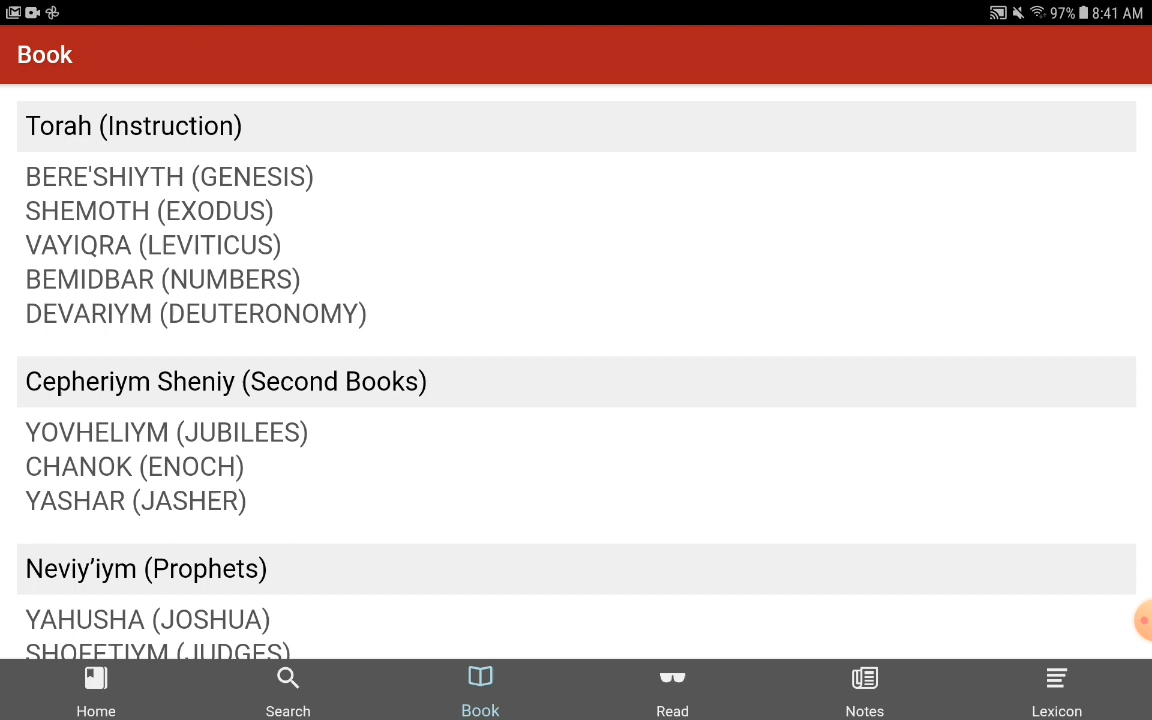 97% 8:41 AM
Book
Torah (Instruction)
BERE'SHIYTH (GENESIS)
SHEMOTH (EXODUS)
VAYIQRA (LEVITICUS)
BEMIDBAR (NUMBERS)
DEVARIYM (DEUTERONOMY)
Cepheriym Sheniy (Second Books)
YOVHELIYM (JUBILEES)
CHANOK (ENOCH)
YASHAR (JASHER)
Neviy’iym (Prophets)
YAHUSHA (JOSHUA)
SHOFETIYM (JUDGES)
Home Search Book Read Notes Lexicon